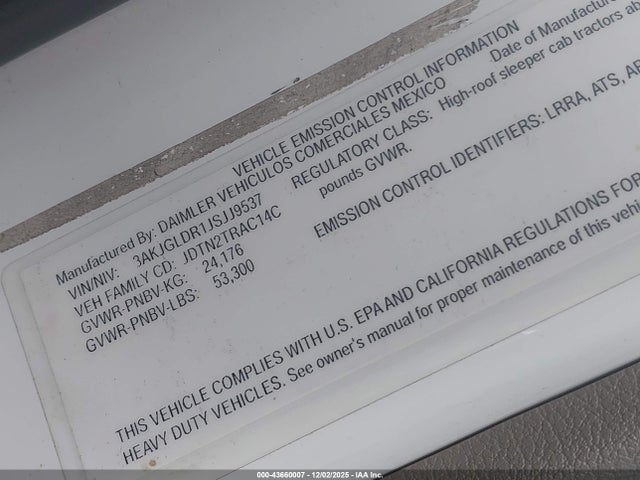 VEHICLE EMISSION CONTROL INFORMATION
Manufactured By: DAIMLER VEHICULOS COMERCIALES MEXICO Date of Manufacture
VIN/NIV: 3AKJGLDR1JSJJ9537 REGULATORY CLASS: High-roof sleeper cab tractors
VEH FAMILY CD: JDTN2TRAC14C pounds GVWR.
GVWR-PNBV-KG: 24,176
GVWR-PNBV-LBS: 53,300 EMISSION CONTROL IDENTIFIERS: LRRA, ATS,
THIS VEHICLE COMPLIES WITH U.S. EPA AND CALIFORNIA REGULATIONS FOR
HEAVY DUTY VEHICLES. See owner's manual for proper maintenance of this vehicle.
000-43660007 - 12/02/2025 - IAA Inc.